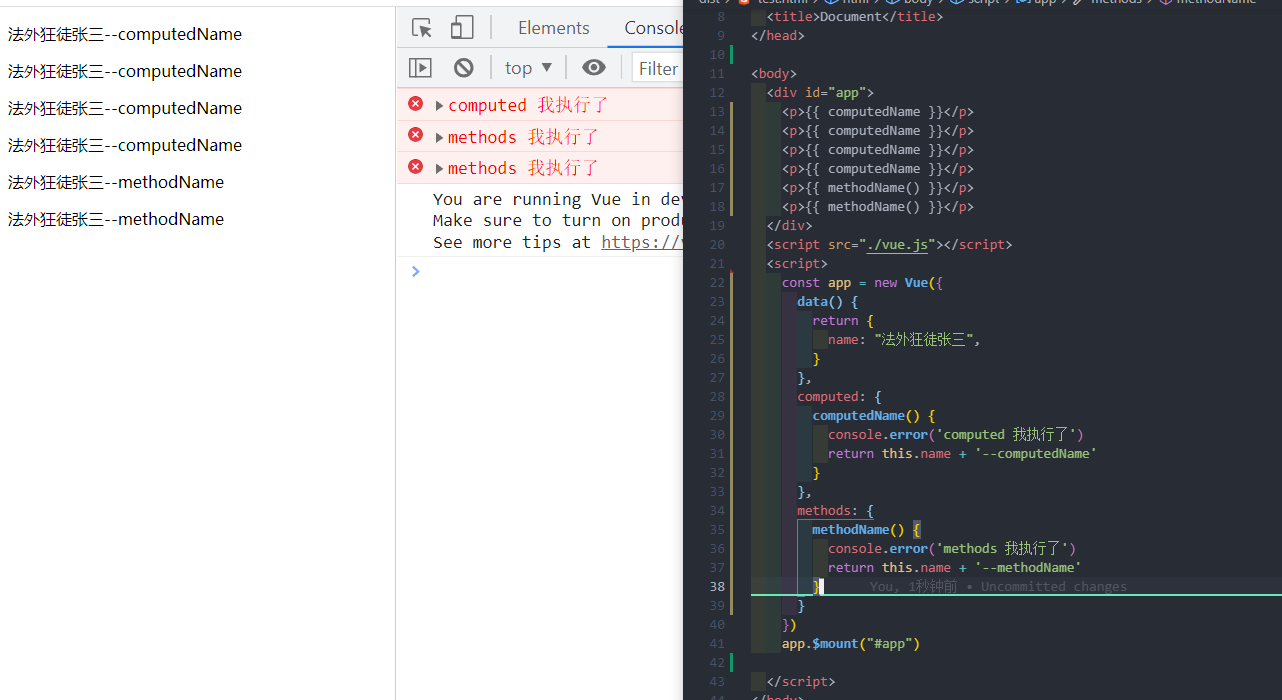 法外狂徒张三--computedName
法外狂徒张三--computedName
法外狂徒张三--computedName
法外狂徒张三--computedName
法外狂徒张三--methodName
法外狂徒张三--methodName
Elements
Console
top ▼
Filter
computed 我执行了
methods 我执行了
methods 我执行了
You are running Vue in dev
Make sure to turn on produ
See more tips at https://
8 <title>Document</title>
9 </head>
10
11 <body>
12 <div id="app">
13 <p>{{ computedName }}</p>
14 <p>{{ computedName }}</p>
15 <p>{{ computedName }}</p>
16 <p>{{ computedName }}</p>
17 <p>{{ methodName() }}</p>
18 <p>{{ methodName() }}</p>
19 </div>
20 <script src="./vue.js"></script>
21 <script>
22 const app = new Vue({
23 data() {
24 return {
25 name: "法外狂徒张三",
26 }
27 },
28 computed: {
29 computedName() {
30 console.error('computed 我执行了')
31 return this.name + '--computedName'
32 }
33 },
34 methods: {
35 methodName() {
36 console.error('methods 我执行了')
37 return this.name + '--methodName'
38 } You, 1秒钟前 • Uncommitted changes
39 }
40 })
41 app.$mount("#app")
42
43 </script>
44 </body>